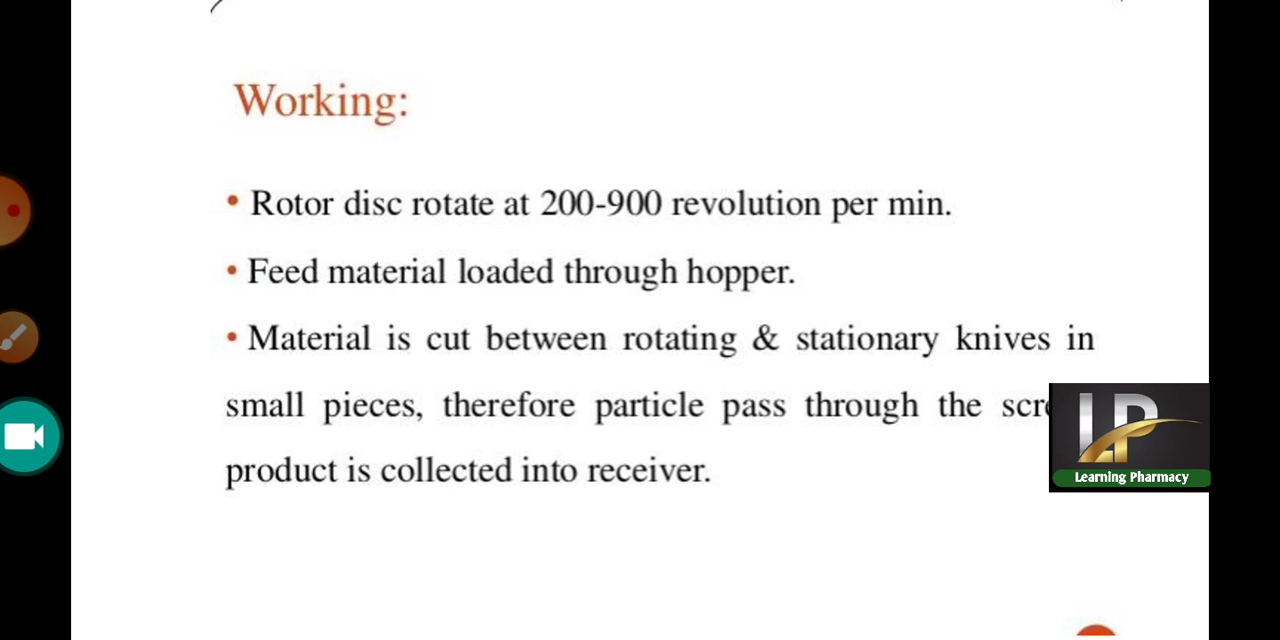 Working:
• Rotor disc rotate at 200-900 revolution per min.
• Feed material loaded through hopper.
• Material is cut between rotating & stationary knives in
small pieces, therefore particle pass through the
product is collected into receiver.
LP
Learning Pharmacy